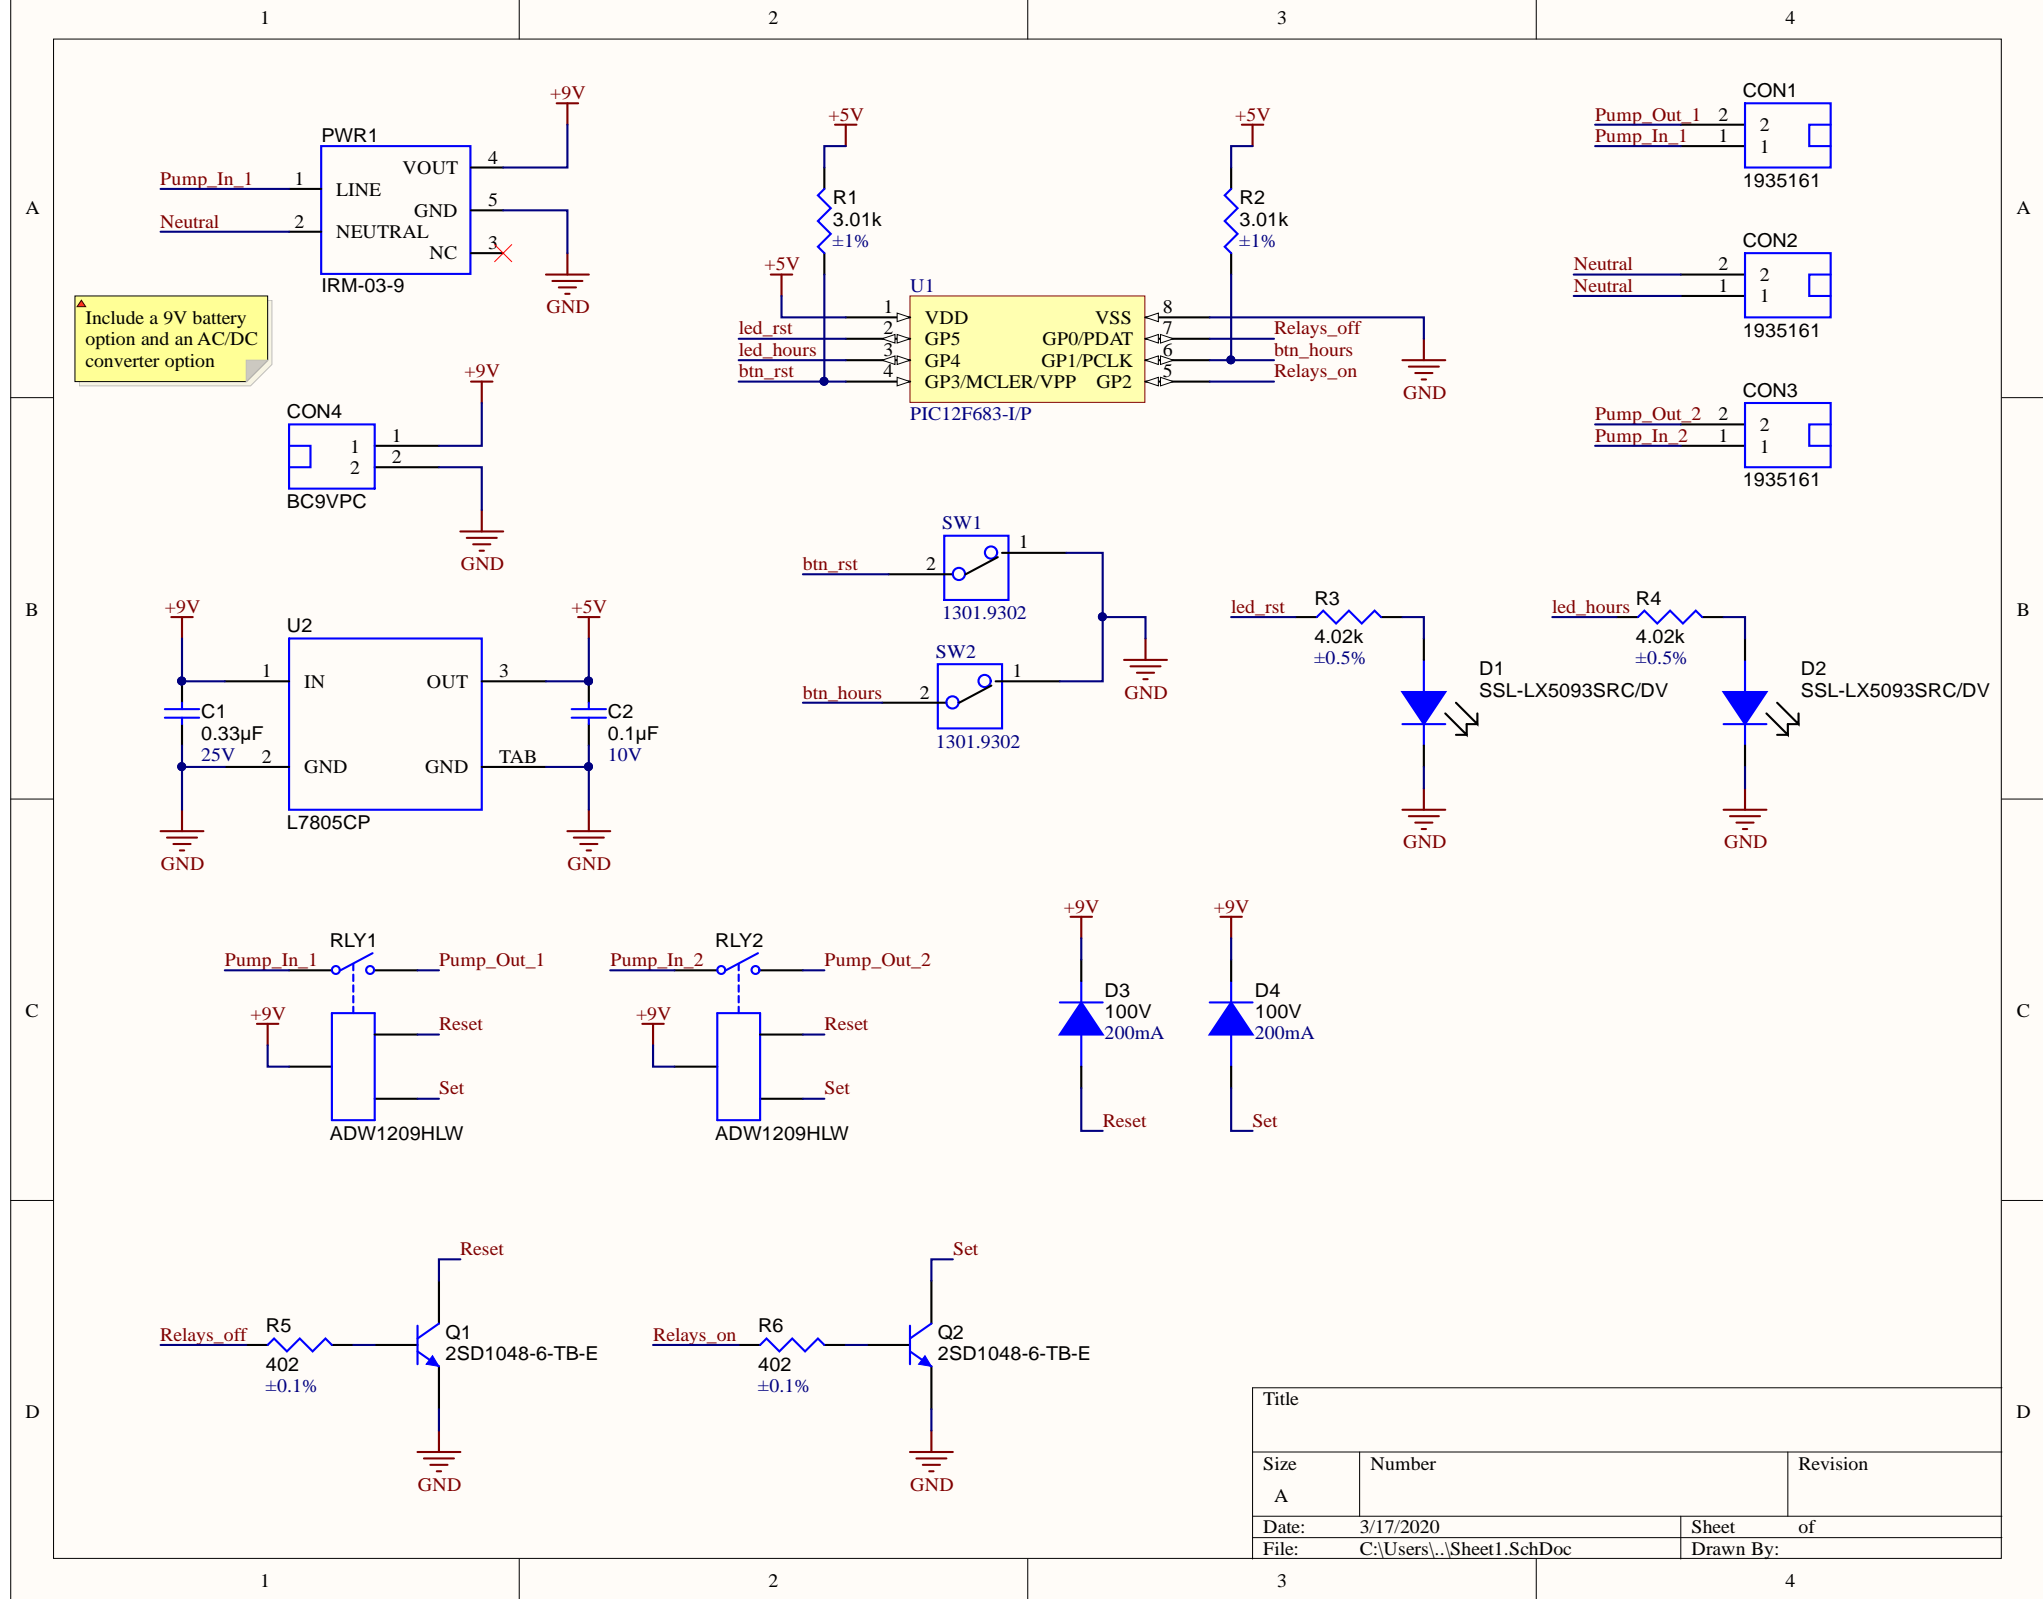 1 2 3 4
A
A
B
B
C
C
D
D
+9V
PWR1
Pump_In_1 1 LINE
Neutral 2 NEUTRAL
VOUT 4
GND 5
NC 3
IRM-03-9
GND
Include a 9V battery
option and an AC/DC
converter option
+9V
CON4
1 1
2 2
BC9VPC
GND
+5V
R1
3.01k
±1%
+5V
R2
3.01k
±1%
+5V
U1
1 VDD
led_rst 2 GP5
led_hours 3 GP4
btn_rst 4 GP3/MCLER/VPP
VSS 8
GP0/PDAT 7 Relays_off
GP1/PCLK 6 btn_hours
GP2 5 Relays_on
PIC12F683-I/P
GND
CON1
Pump_Out_1 2 2
Pump_In_1 1 1
1935161
CON2
Neutral 2 2
Neutral 1 1
1935161
CON3
Pump_Out_2 2 2
Pump_In_2 1 1
1935161
+9V
U2
+5V
1 IN
OUT 3
C1
0.33µF
25V
2 GND
GND TAB
C2
0.1µF
10V
L7805CP
GND
GND
SW1
btn_rst 2
1
1301.9302
SW2
btn_hours 2
1
1301.9302
GND
led_rst R3
4.02k
±0.5%
D1
SSL-LX5093SRC/DV
GND
led_hours R4
4.02k
±0.5%
D2
SSL-LX5093SRC/DV
GND
RLY1
Pump_In_1 Pump_Out_1
+9V
Reset
Set
ADW1209HLW
RLY2
Pump_In_2 Pump_Out_2
+9V
Reset
Set
ADW1209HLW
+9V
D3
100V
200mA
Reset
+9V
D4
100V
200mA
Set
Reset
Relays_off R5
402
±0.1%
Q1
2SD1048-6-TB-E
GND
Set
Relays_on R6
402
±0.1%
Q2
2SD1048-6-TB-E
GND
Title
Size Number Revision
A
Date: 3/17/2020 Sheet of
File: C:\Users\..\Sheet1.SchDoc Drawn By:
1 2 3 4